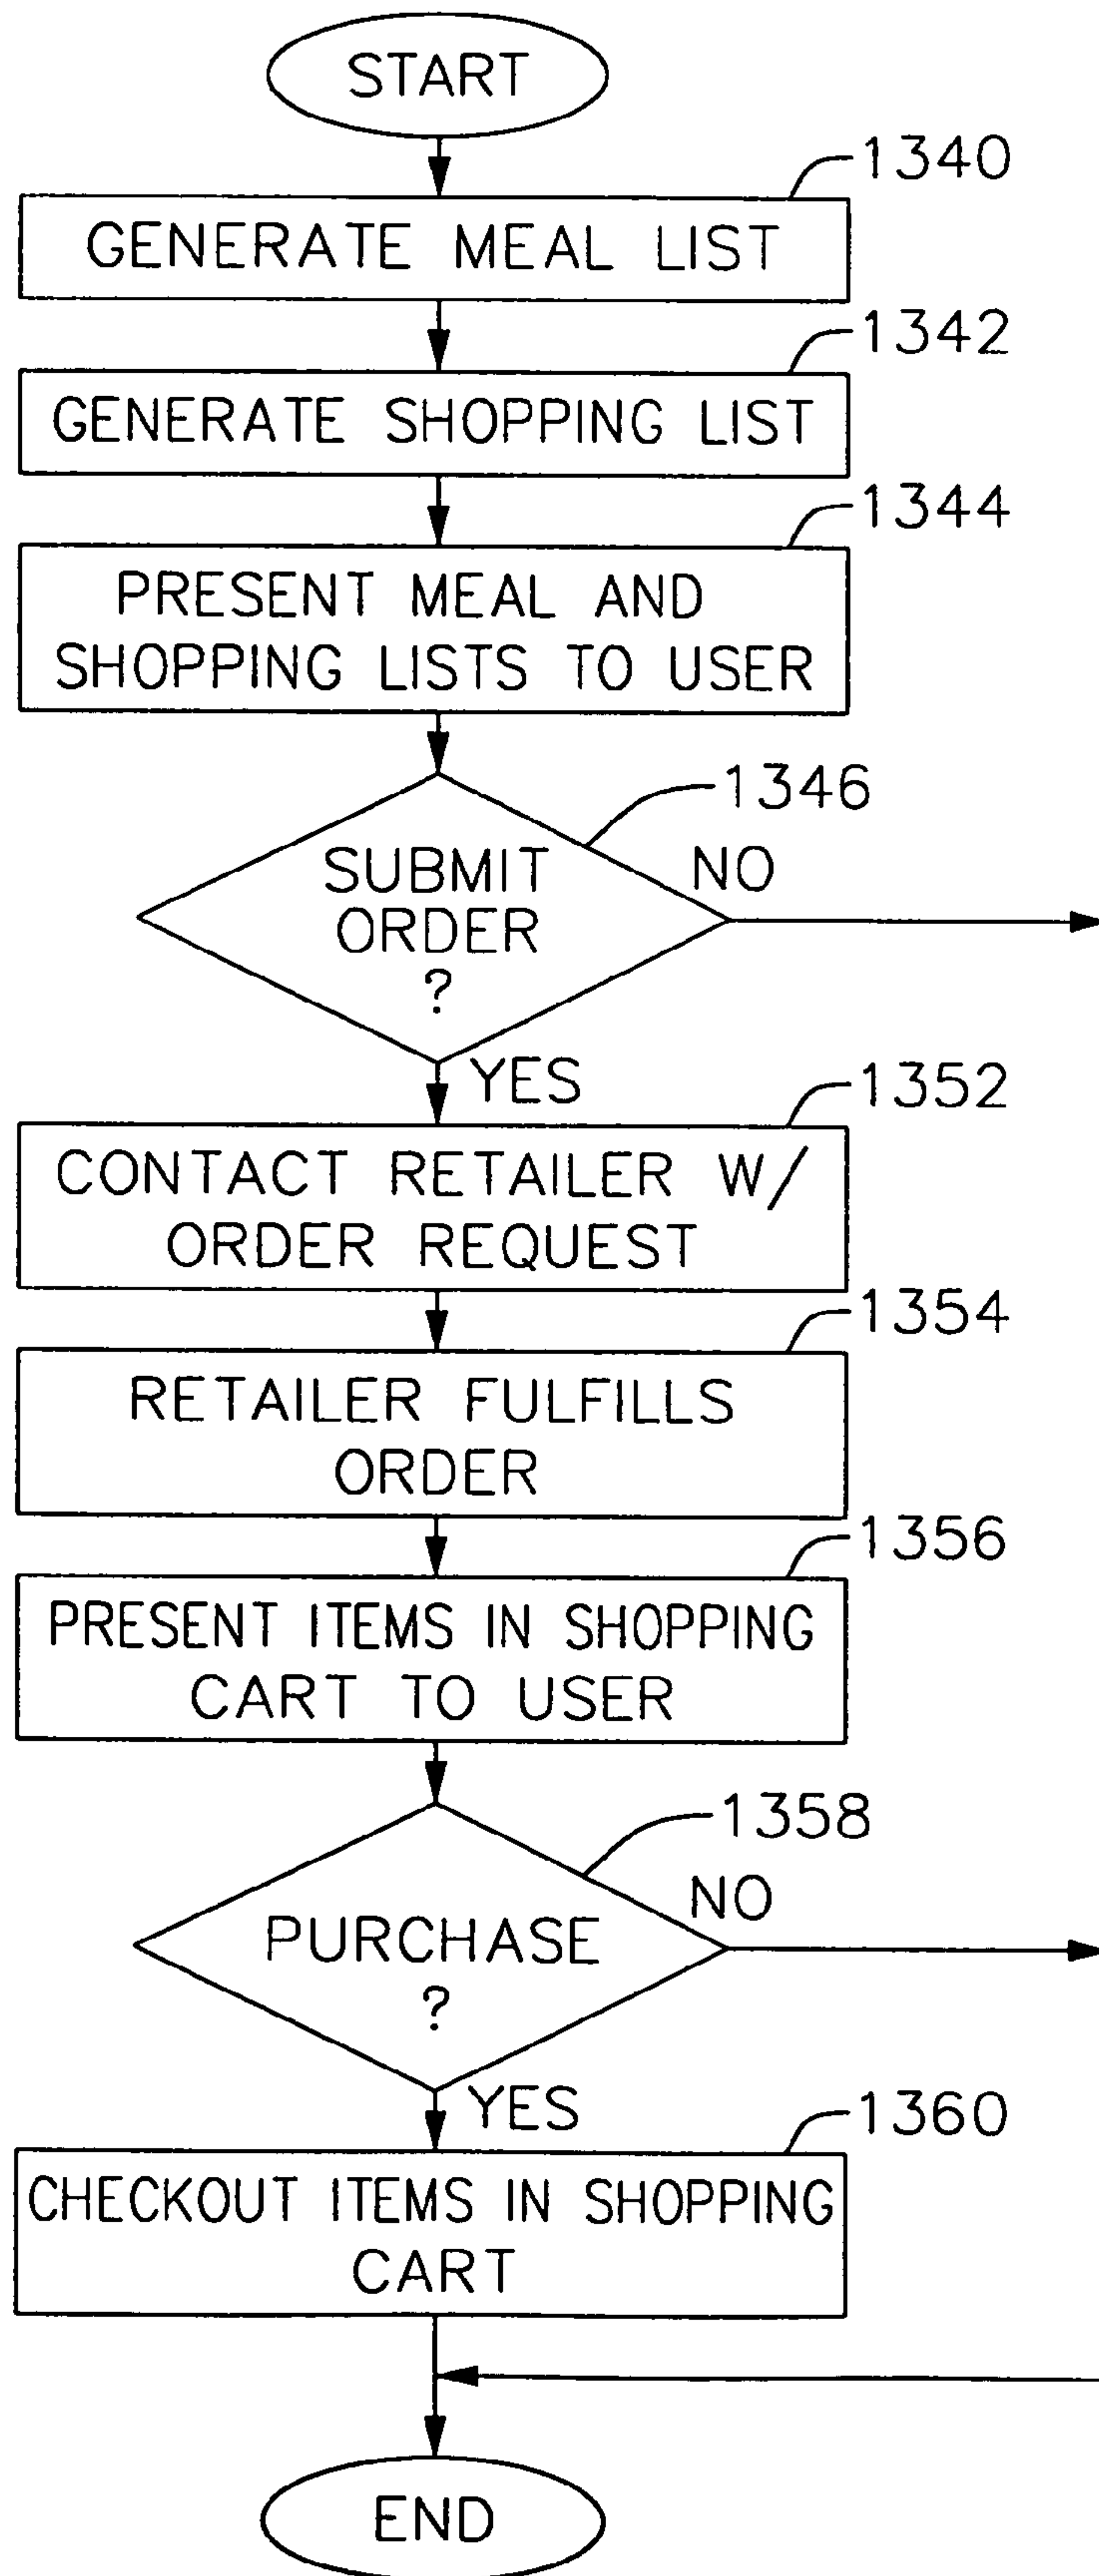 START
1340
GENERATE MEAL LIST
1342
GENERATE SHOPPING LIST
1344
PRESENT MEAL AND
SHOPPING LISTS TO USER
1346
SUBMIT
ORDER
?
NO
YES
1352
CONTACT RETAILER W/
ORDER REQUEST
1354
RETAILER FULFILLS
ORDER
1356
PRESENT ITEMS IN SHOPPING
CART TO USER
1358
PURCHASE
?
NO
YES
1360
CHECKOUT ITEMS IN SHOPPING
CART
END